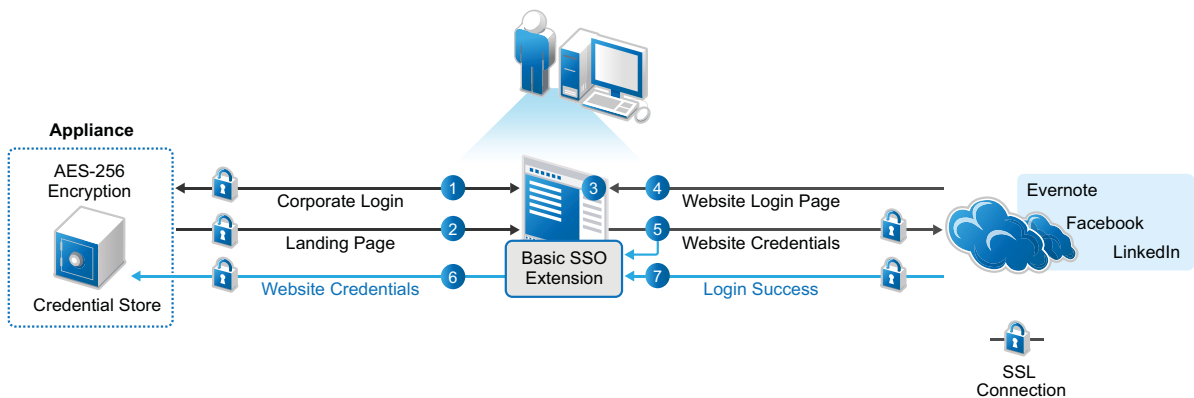 Appliance
AES-256
Encryption
Credential Store
1
Corporate Login
2
Landing Page
6
Website Credentials
3
Basic SSO
Extension
4
Website Login Page
5
Website Credentials
7
Login Success
Evernote
Facebook
LinkedIn
SSL
Connection